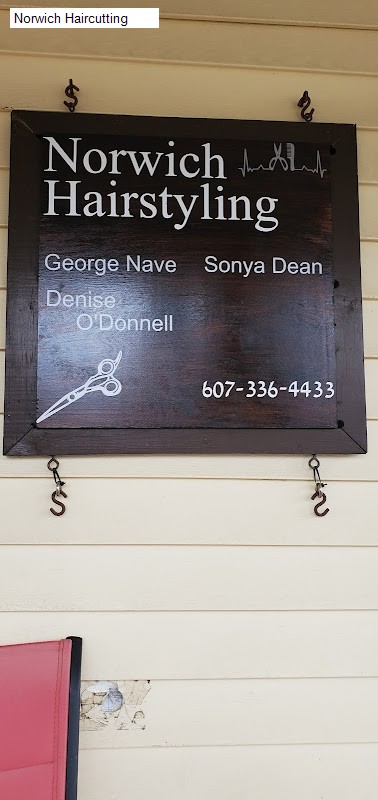 Norwich Haircutting
Norwich
Hairstyling
George Nave Sonya Dean
Denise
O'Donnell
607-336-4433